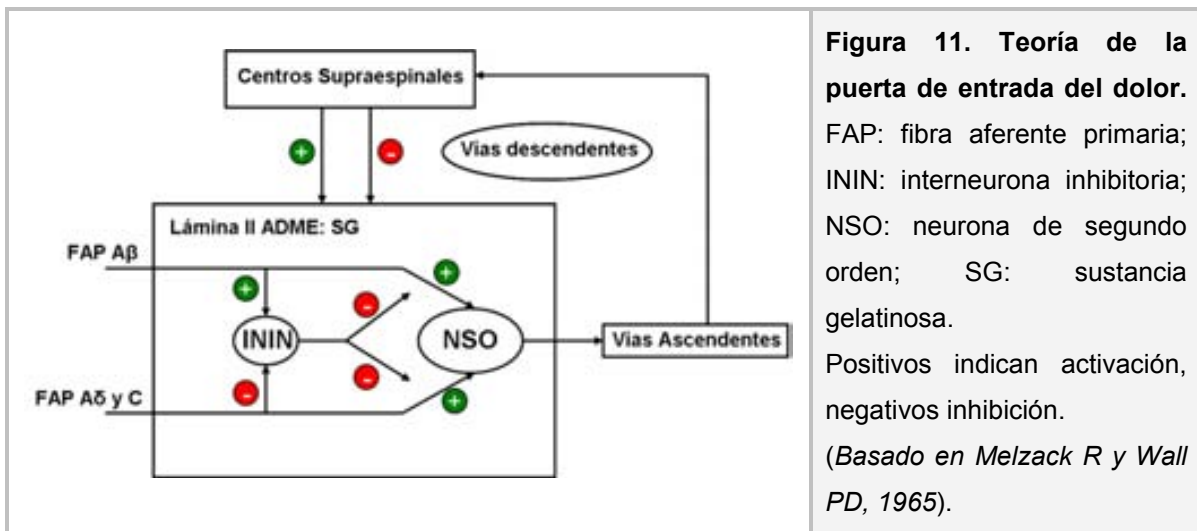 Centros Supraespinales
+
-
Vias descendentes
Lámina II ADME: SG
FAP Aβ
+
+
-
ININ
NSO
Vias Ascendentes
-
FAP Aδ y C
-
+
Figura 11. Teoría de la
puerta de entrada del dolor.
FAP: fibra aferente primaria;
ININ: interneurona inhibitoria;
NSO: neurona de segundo
orden; SG: sustancia
gelatinosa.
Positivos indican activación,
negativos inhibición.
(Basado en Melzack R y Wall
PD, 1965).